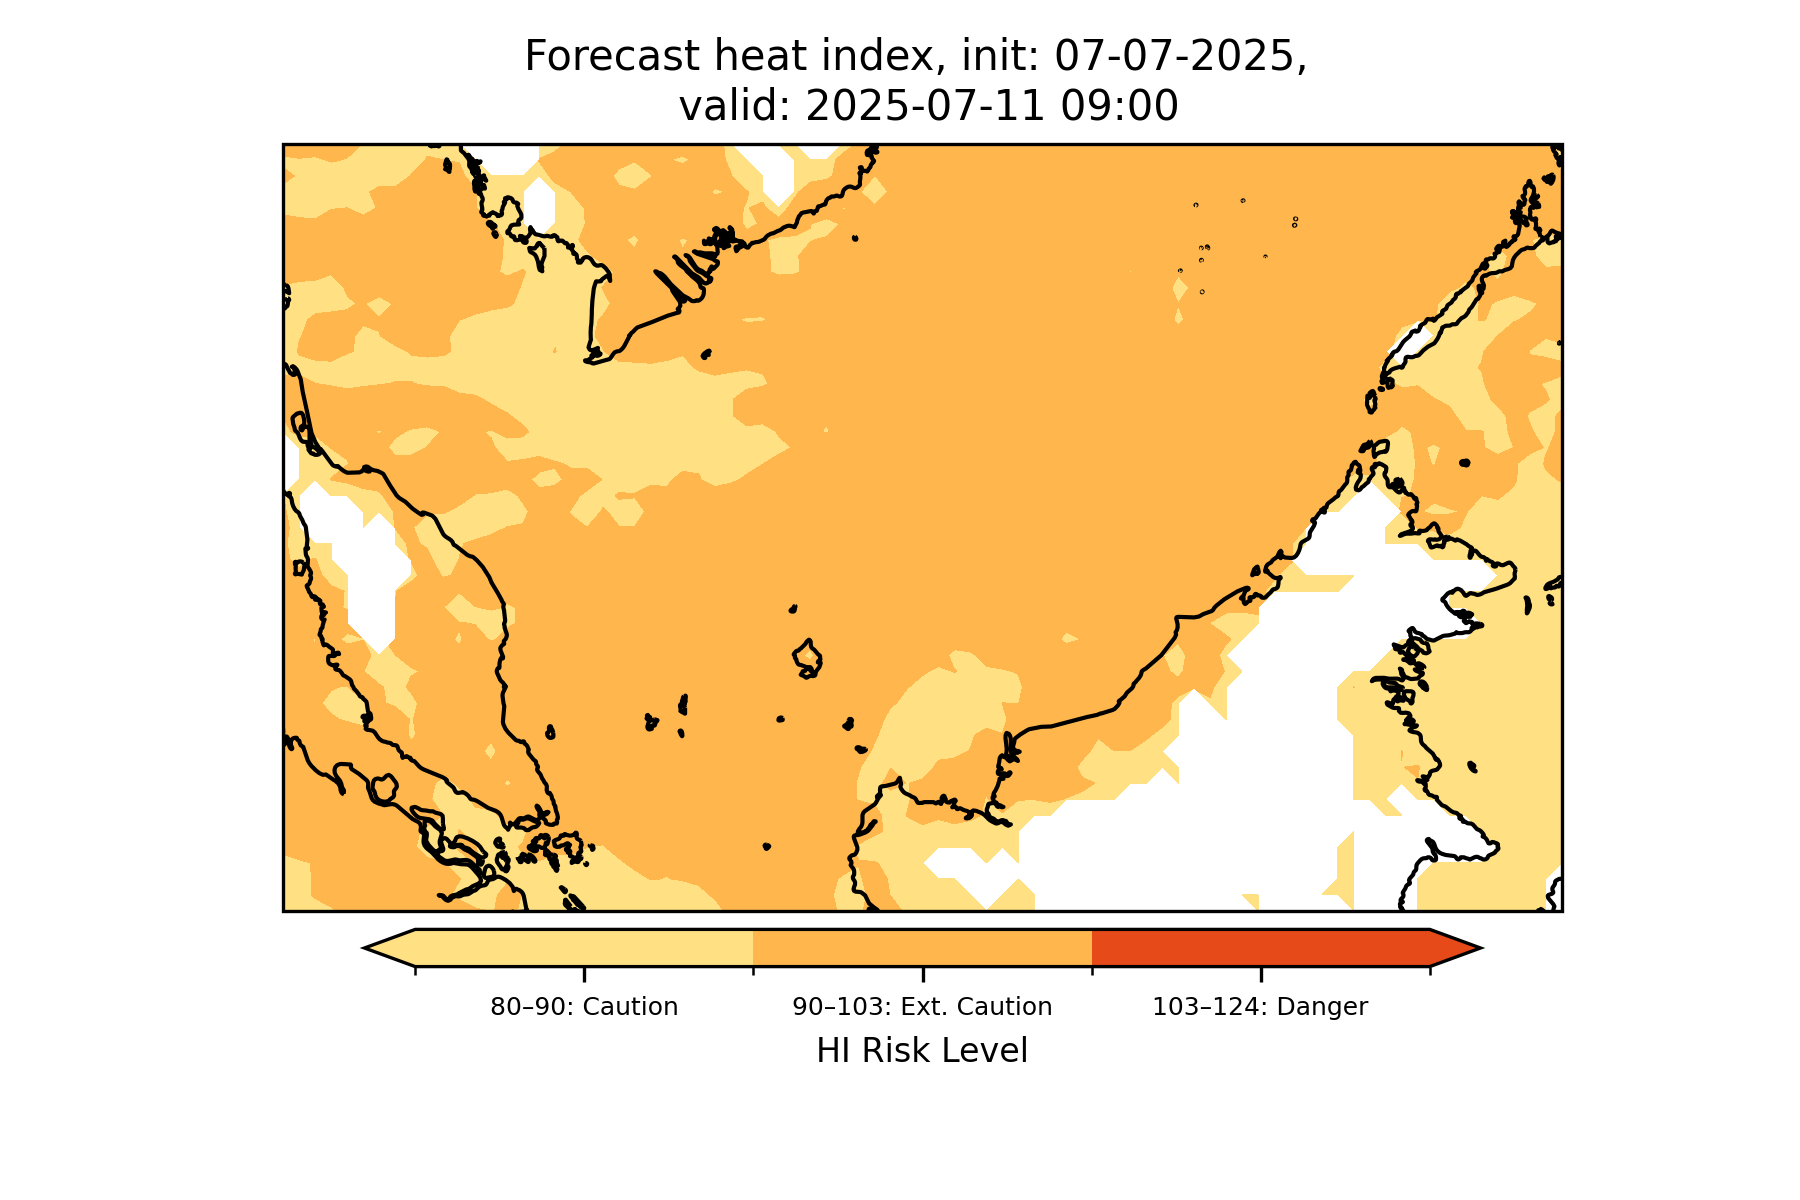 Forecast heat index, init: 07-07-2025,
valid: 2025-07-11 09:00
80–90: Caution
90–103: Ext. Caution
103–124: Danger
HI Risk Level